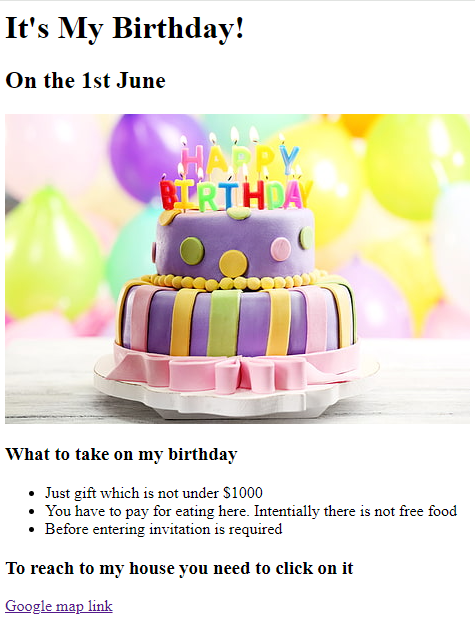 It's My Birthday!
On the 1st June
HAPPY
BIRTHDAY
What to take on my birthday
Just gift which is not under $1000
You have to pay for eating here. Intentially there is not free food
Before entering invitation is required
To reach to my house you need to click on it
Google map link